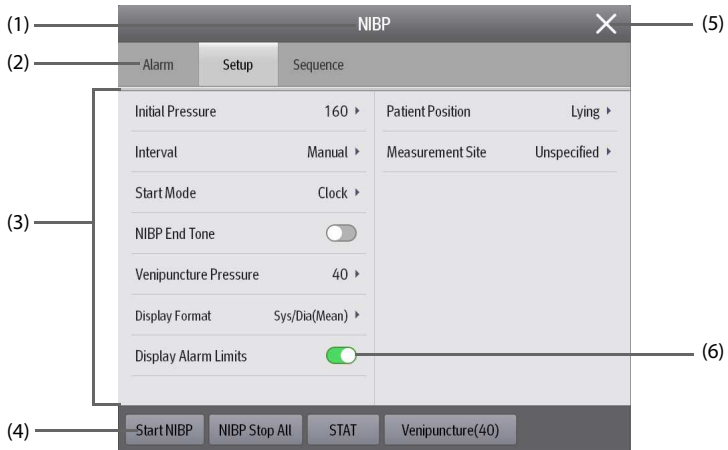 (1) NIBP (5)
(2) Alarm Setup Sequence
Initial Pressure 160 Patient Position Lying
Interval Manual Measurement Site Unspecified
Start Mode Clock
(3)
NIBP End Tone
Venipuncture Pressure 40
Display Format Sys/Dia(Mean)
Display Alarm Limits (6)
(4) Start NIBP NIBP Stop All STAT Venipuncture(40)